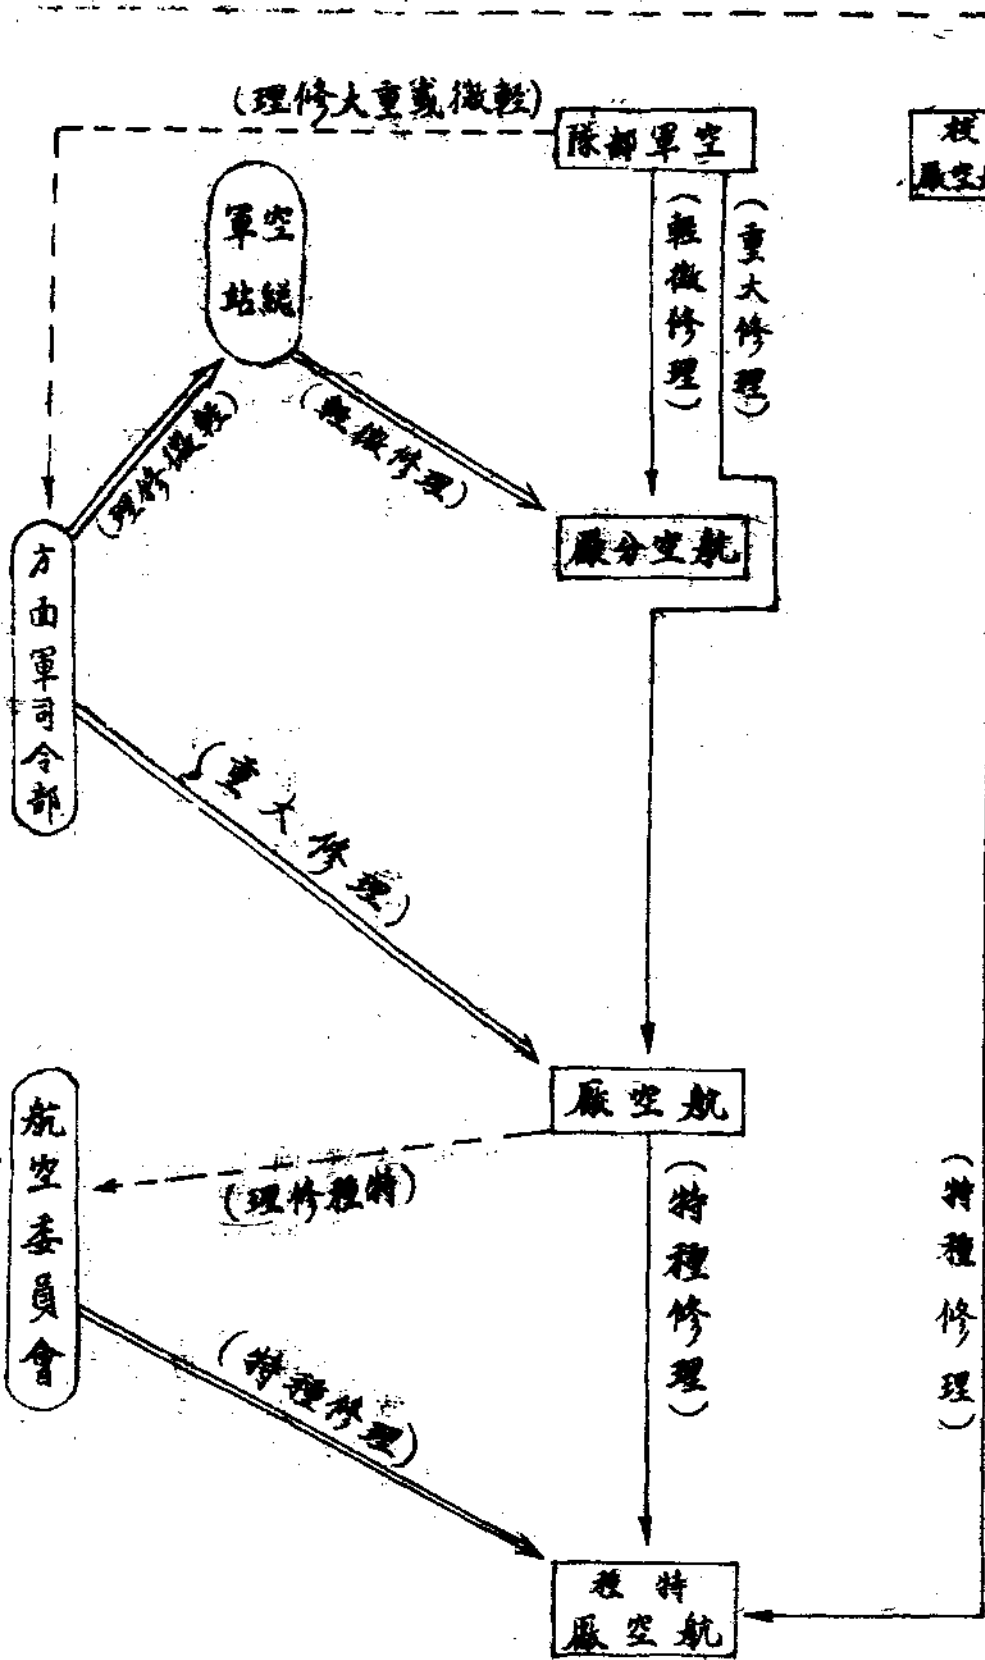 (輕微或重大修理)
空軍部隊
空軍
總站
(輕微修理)
(重大修理)
(輕微修理)
(輕微修理)
航空分廠
方面軍司令部
(重大修理)
航空廠
航空委員會
(特種修理)
(特種修理)
(特種修理)
(特種修理)
特種
航空廠